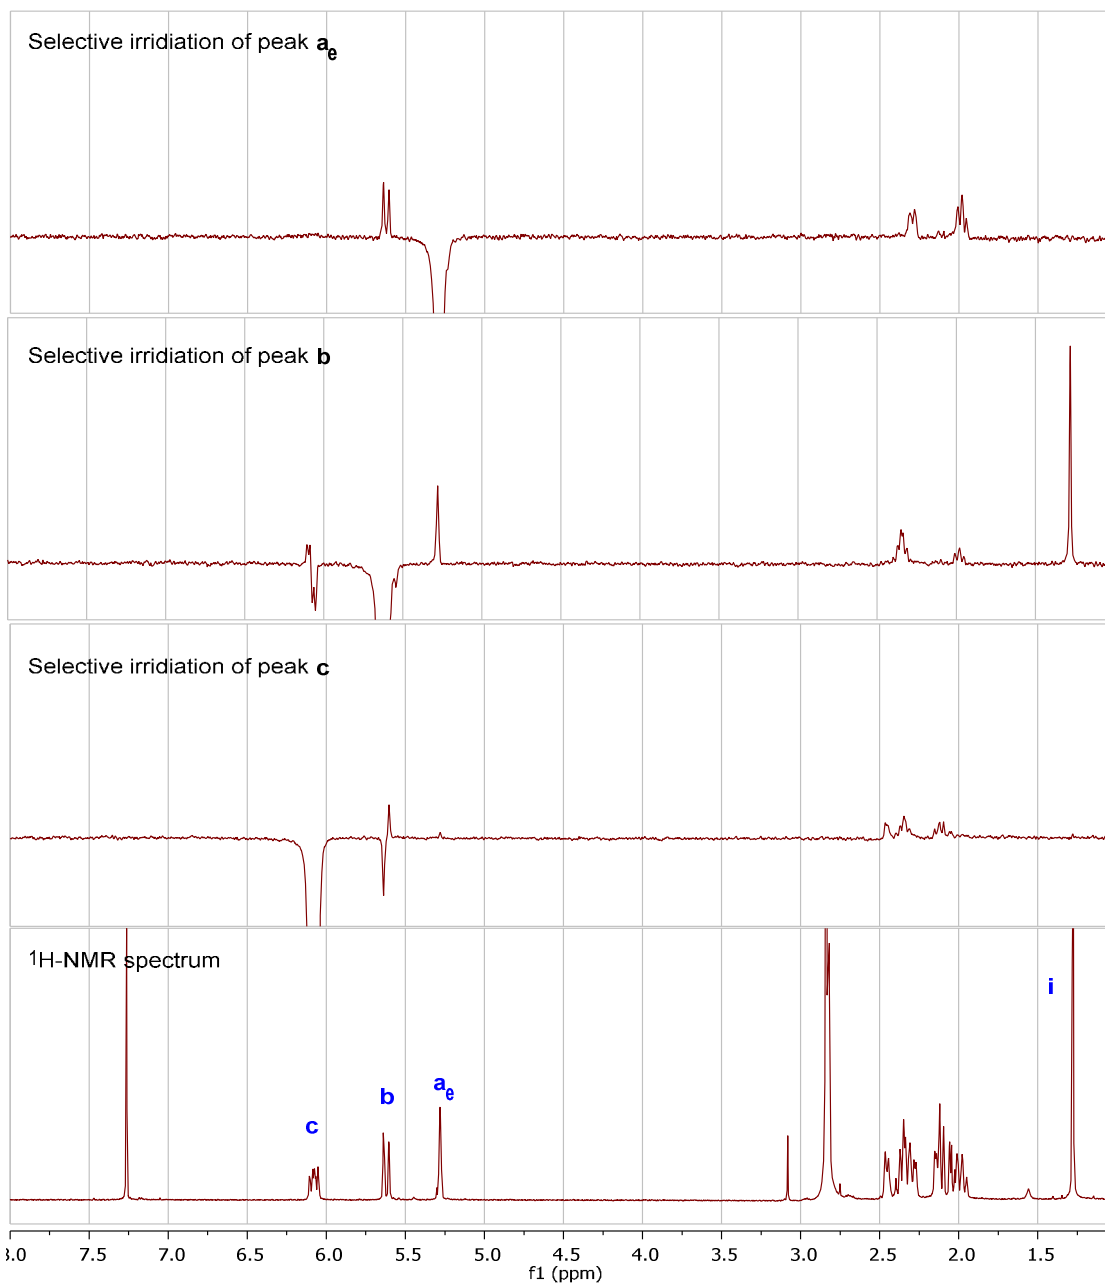 Selective irridiation of peak ae
Selective irridiation of peak b
Selective irridiation of peak c
1H-NMR spectrum
i
ae
b
c
8.0 7.5 7.0 6.5 6.0 5.5 5.0 4.5 4.0 3.5 3.0 2.5 2.0 1.5
f1 (ppm)